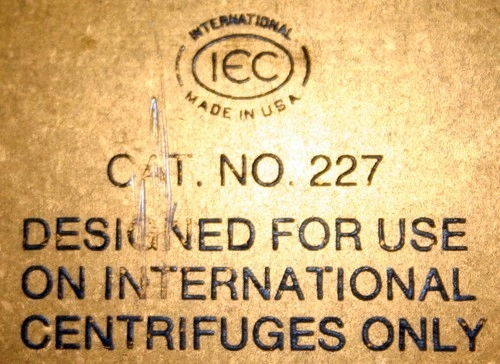 INTERNATIONAL
IEC
MADE IN USA
CAT. NO. 227
DESIGNED FOR USE
ON INTERNATIONAL
CENTRIFUGES ONLY